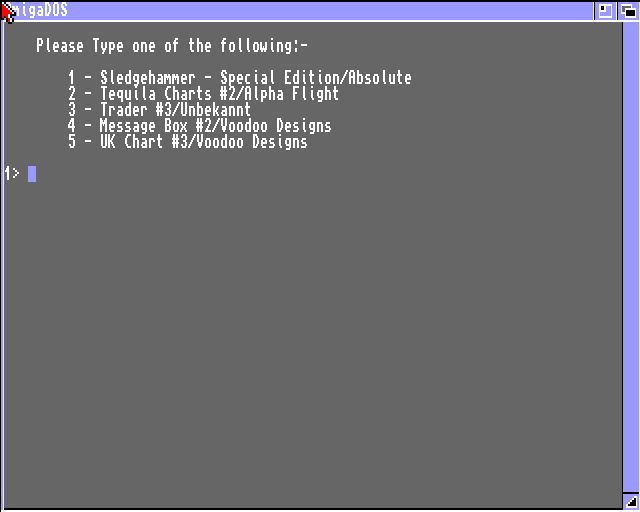 AmigaDOS
Please Type one of the following:-
1 - Sledgehammer - Special Edition/Absolute
2 - Tequila Charts #2/Alpha Flight
3 - Trader #3/Unbekannt
4 - Message Box #2/Voodoo Designs
5 - UK Chart #3/Voodoo Designs
1>